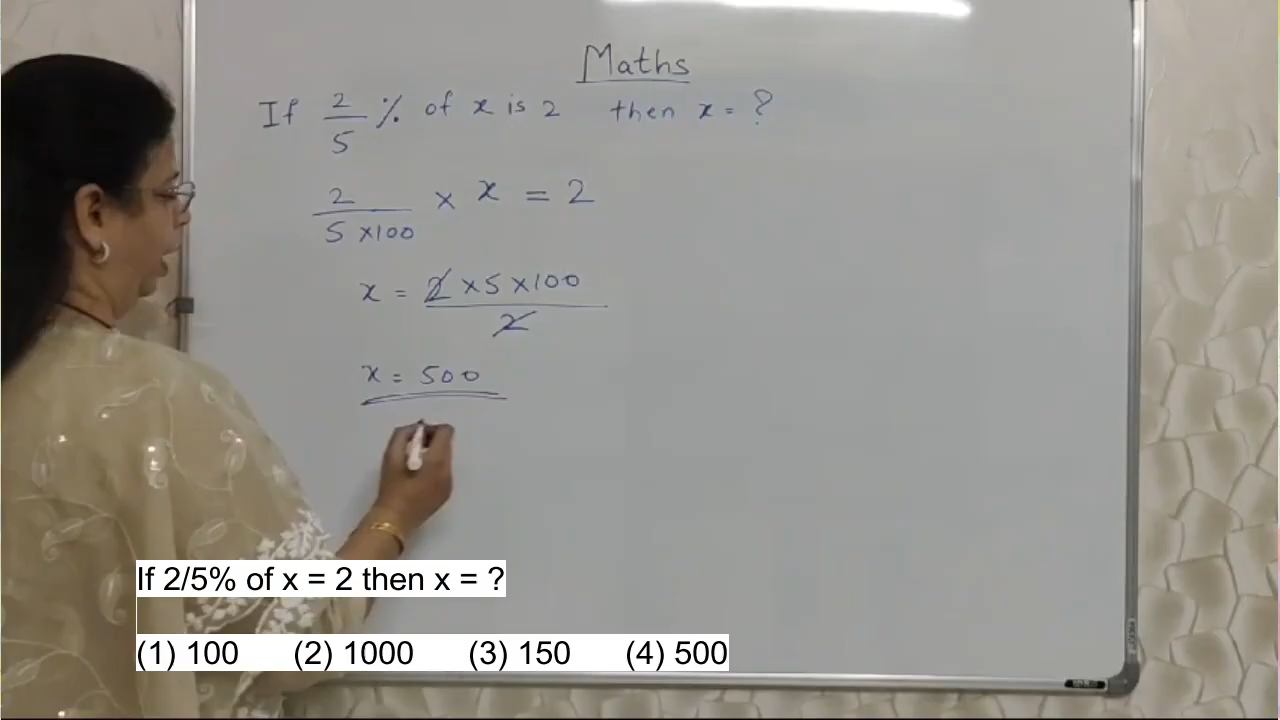 Maths
If 2/5 % of x is 2 then x = ?
2/5 ×100 × x = 2
x = 2 ×5 ×100 / 2
x = 500
If 2/5% of x = 2 then x = ?
(1) 100 (2) 1000 (3) 150 (4) 500